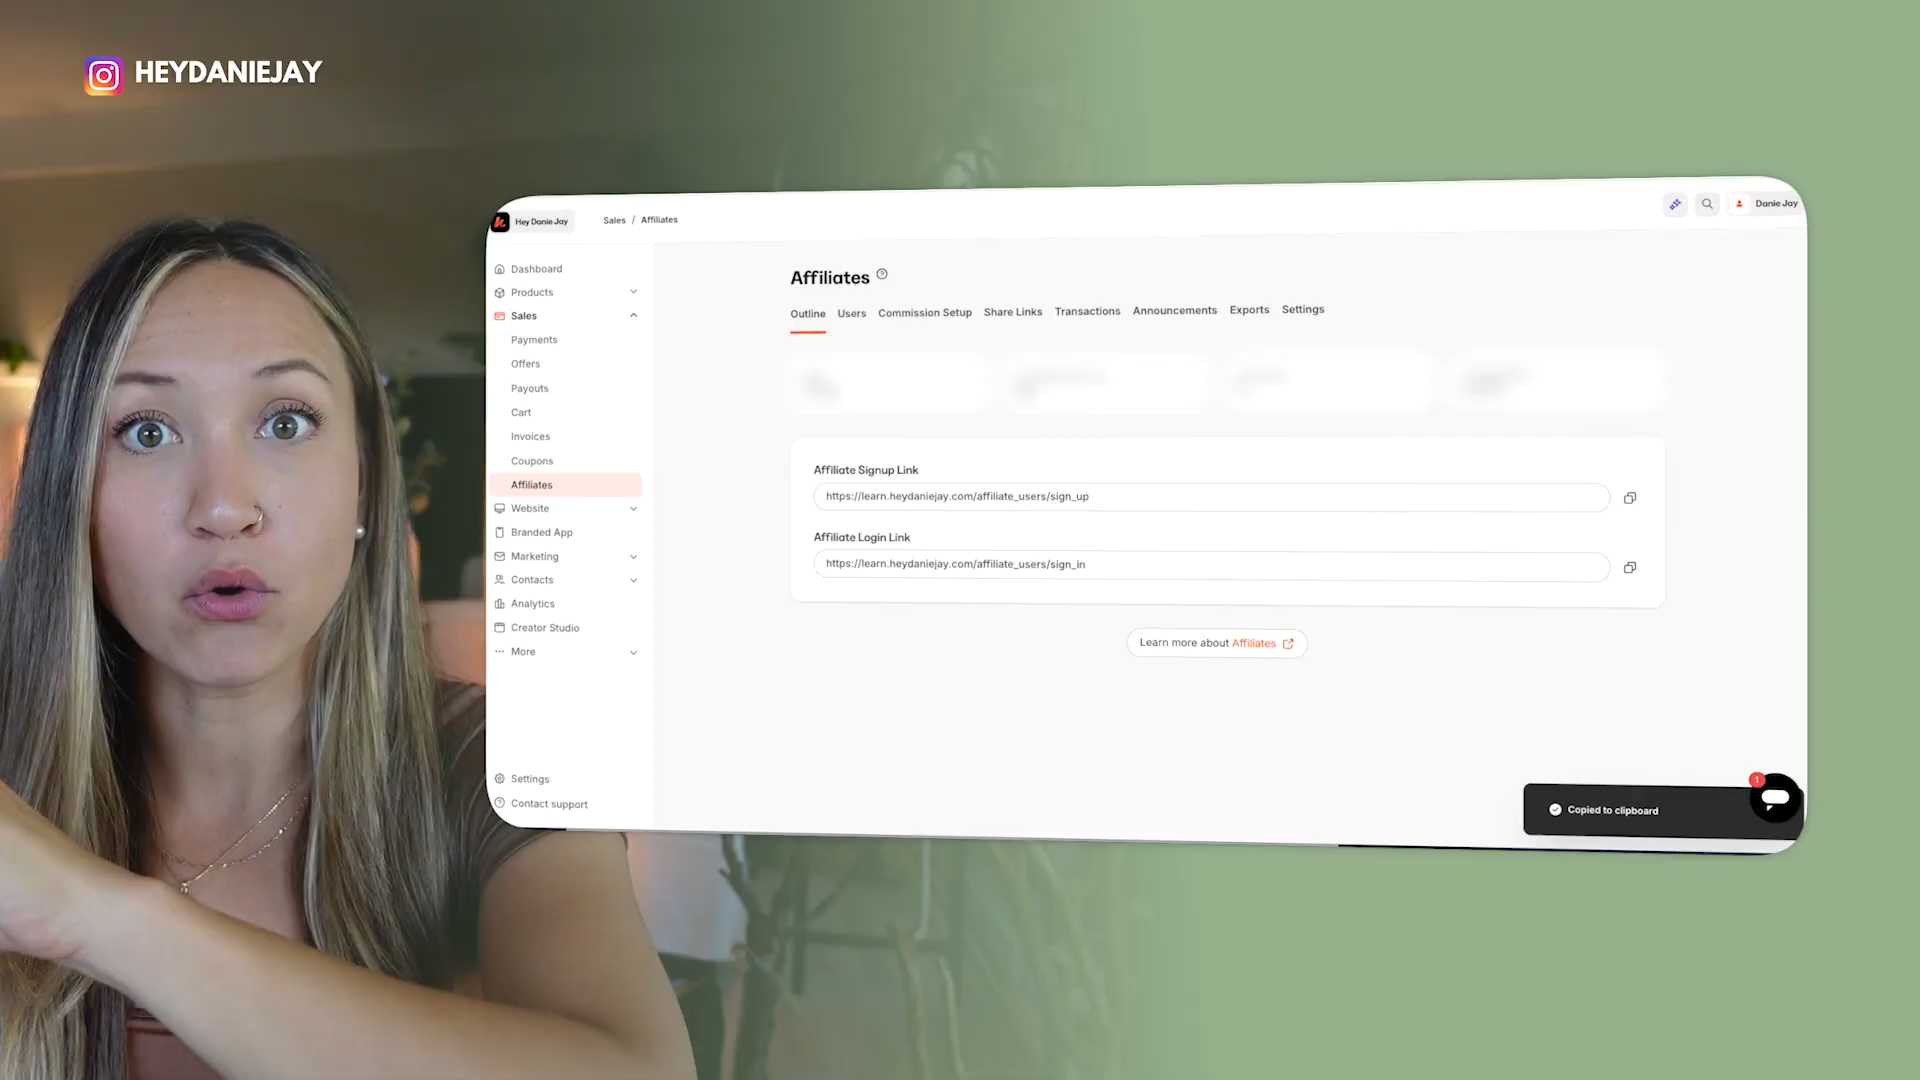 HEYDANIEJAY
Hey Danie Jay
Sales / Affiliates
Danie Jay
Dashboard
Products
Sales
Payments
Offers
Payouts
Cart
Invoices
Coupons
Affiliates
Website
Branded App
Marketing
Contacts
Analytics
Creator Studio
More
Settings
Contact support
Affiliates
Outline Users Commission Setup Share Links Transactions Announcements Exports Settings
Affiliate Signup Link
https://learn.heydaniejay.com/affiliate_users/sign_up
Affiliate Login Link
https://learn.heydaniejay.com/affiliate_users/sign_in
Learn more about Affiliates
1
Copied to clipboard